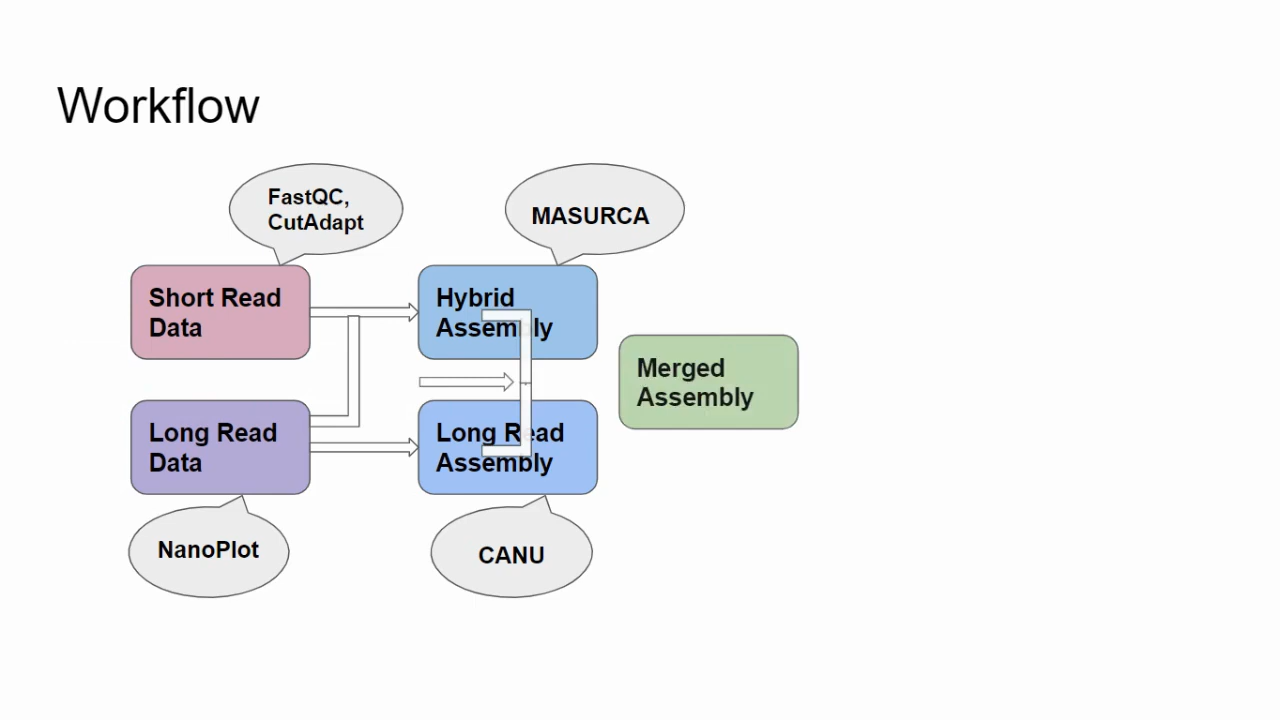 Workflow
FastQC,
CutAdapt
MASURCA
Short Read
Data
Hybrid
Assembly
Merged
Assembly
Long Read
Data
Long Read
Assembly
NanoPlot
CANU